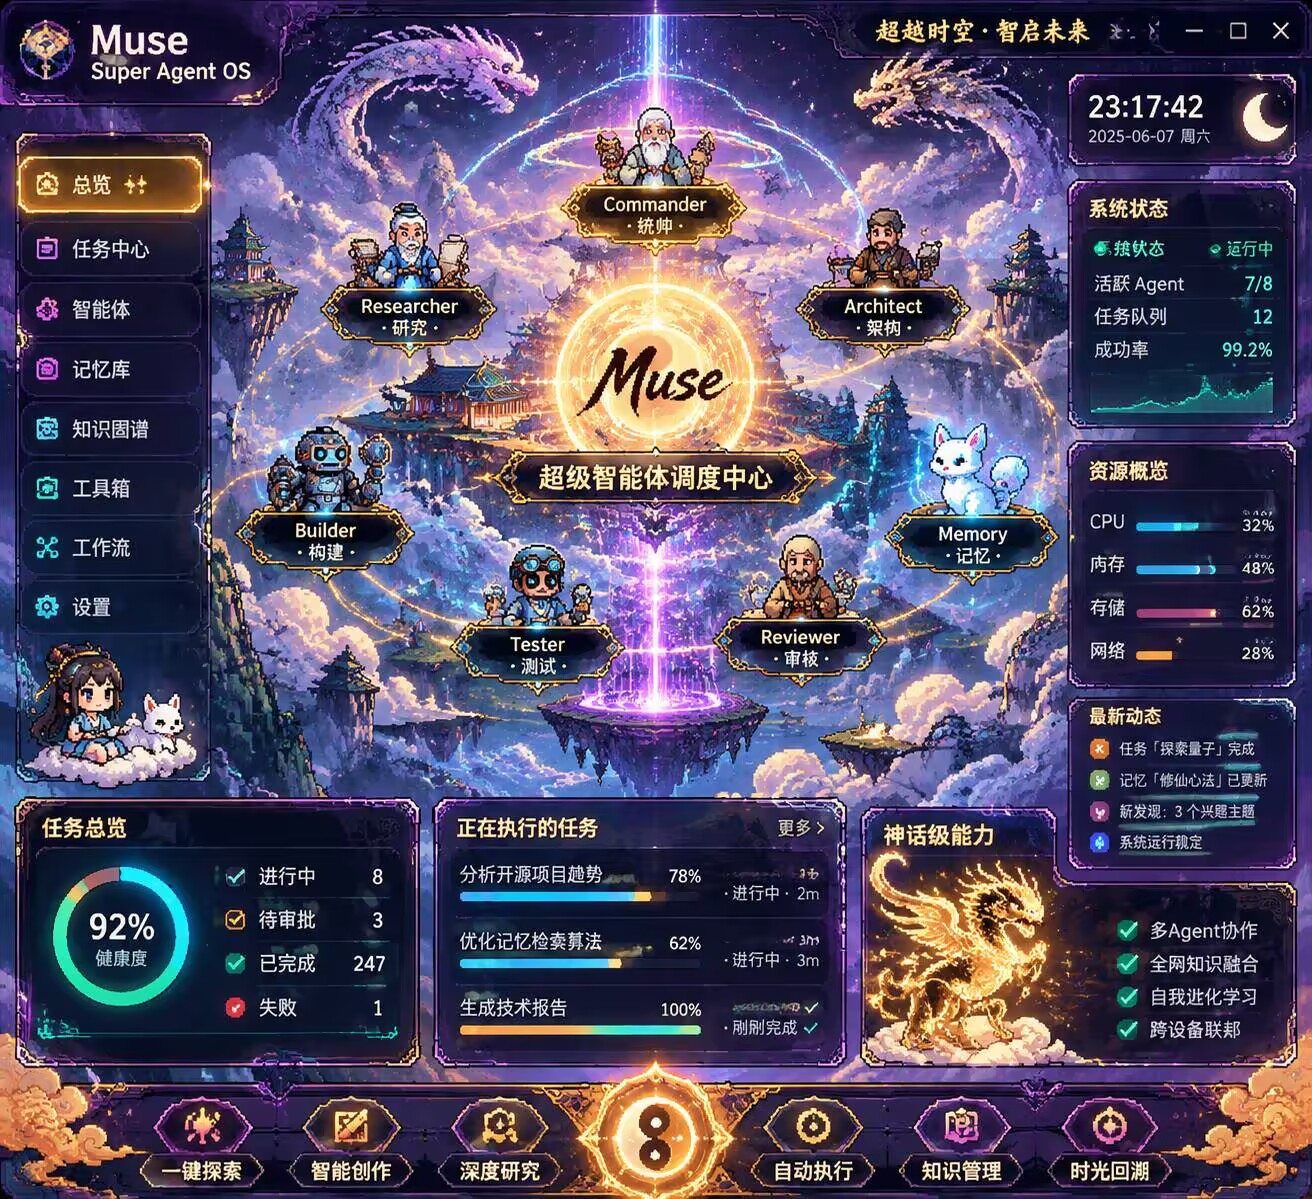 Muse
Super Agent OS
超越时空·智启未来
23:17:42
2025-06-07 周六
总览
任务中心
智能体
记忆库
知识固谱
工具箱
工作流
设置
Commander
·统帅·
Researcher
·研究·
Architect
·架构·
Muse
超级智能体调度中心
Builder
·构建·
Memory
·记忆·
Tester
·测试·
Reviewer
·审核·
系统状态
运行中
活跃 Agent 7/8
任务队列 12
成功率 99.2%
资源概览
CPU 32%
内存 48%
存储 62%
网络 28%
最新动态
任务「探索量子」完成
记忆「修仙心法」已更新
新发观：3 个兴题主题
系统运行稳定
任务总览
92%
健康度
进行中 8
待审批 3
已完成 247
失败 1
正在执行的任务
更多 >
分析开源项目趋势 78%
·进行中· 2m
优化记忆检索算法 62%
·进行中· 3m
生成技术报告 100%
·刚刚完成 ✓
神话级能力
多Agent协作
全网知识融合
自我进化学习
跨设备联邦
一键探索
智能创作
深度研究
自动执行
知识管理
时光回溯